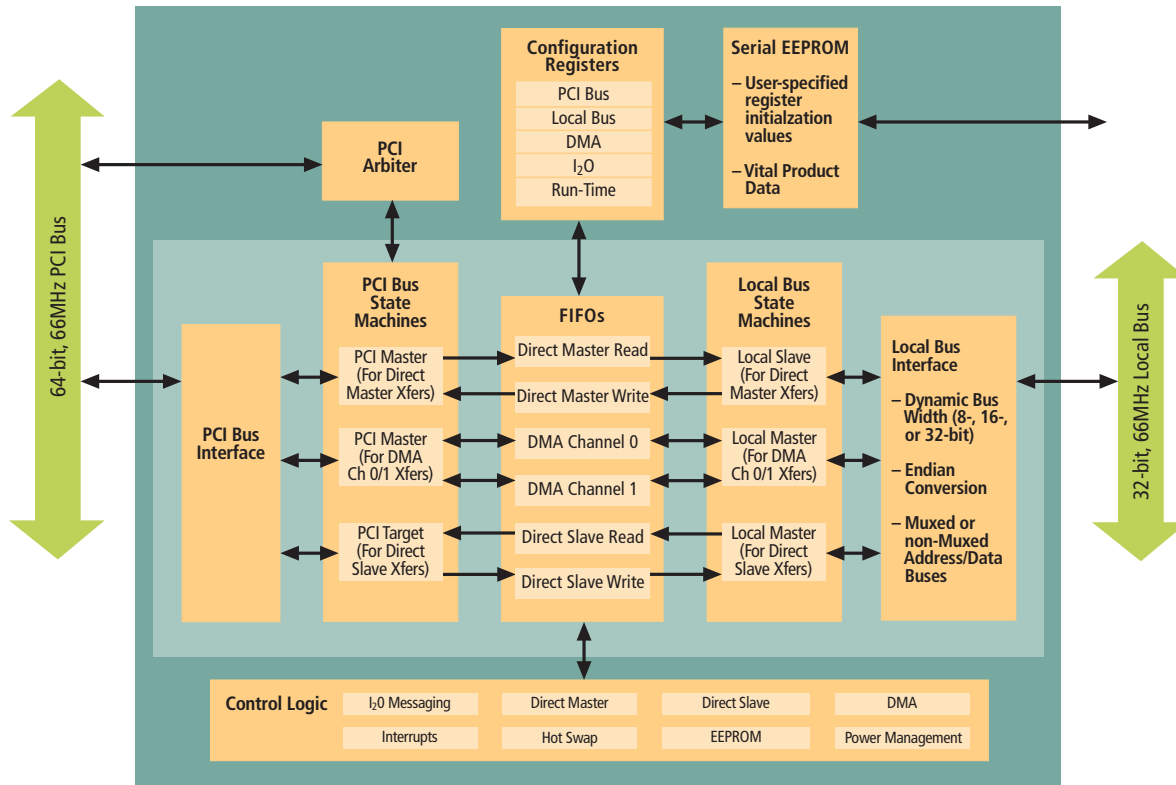 64-bit, 66MHz PCI Bus
PCI
Arbiter
Configuration
Registers
PCI Bus
Local Bus
DMA
I₂O
Run-Time
Serial EEPROM
– User-specified
register
initialzation
values
– Vital Product
Data
PCI Bus
Interface
PCI Bus
State
Machines
PCI Master
(For Direct
Master Xfers)
PCI Master
(For DMA
Ch 0/1 Xfers)
PCI Target
(For Direct
Slave Xfers)
FIFOs
Direct Master Read
Direct Master Write
DMA Channel 0
DMA Channel 1
Direct Slave Read
Direct Slave Write
Local Bus
State
Machines
Local Slave
(For Direct
Master Xfers)
Local Master
(For DMA
Ch 0/1 Xfers)
Local Master
(For Direct
Slave Xfers)
Local Bus
Interface
– Dynamic Bus
Width (8-, 16-,
or 32-bit)
– Endian
Conversion
– Muxed or
non-Muxed
Address/Data
Buses
32-bit, 66MHz Local Bus
Control Logic
I₂0 Messaging
Direct Master
Direct Slave
DMA
Interrupts
Hot Swap
EEPROM
Power Management